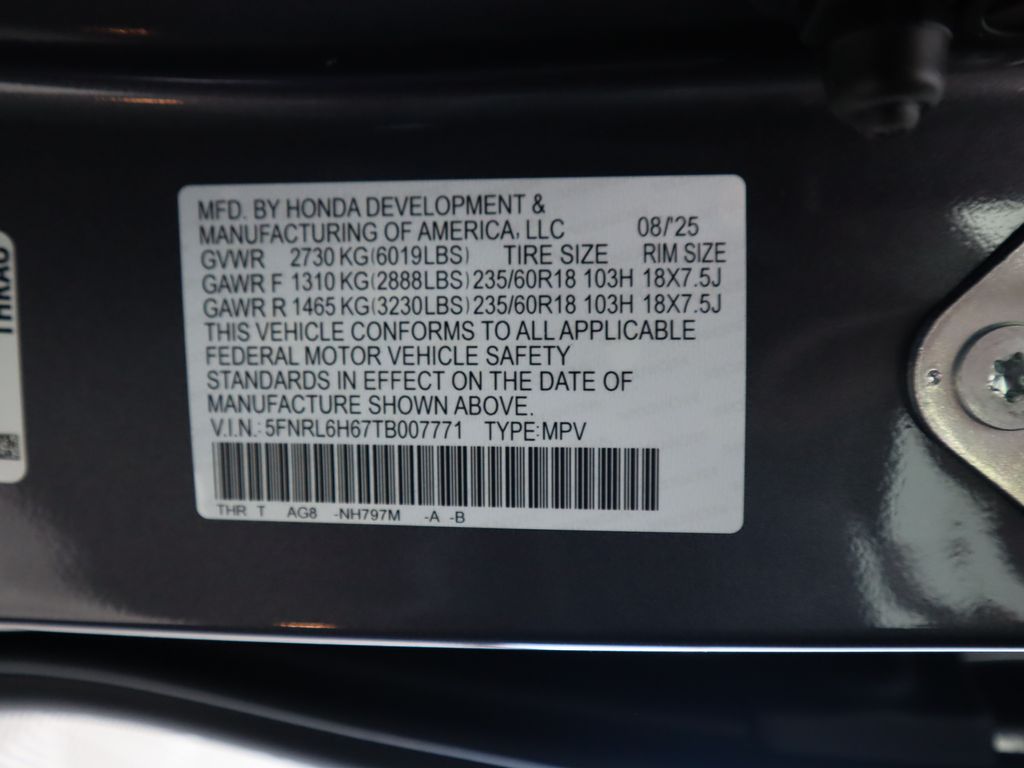 MFD. BY HONDA DEVELOPMENT &
MANUFACTURING OF AMERICA, LLC 08/'25
GVWR 2730 KG(6019LBS) TIRE SIZE RIM SIZE
GAWR F 1310 KG(2888LBS) 235/60R18 103H 18X7.5J
GAWR R 1465 KG(3230LBS) 235/60R18 103H 18X7.5J
THIS VEHICLE CONFORMS TO ALL APPLICABLE
FEDERAL MOTOR VEHICLE SAFETY
STANDARDS IN EFFECT ON THE DATE OF
MANUFACTURE SHOWN ABOVE.
V.I.N.: 5FNRL6H67TB007771 TYPE:MPV
THR T AG8 -NH797M -A -B